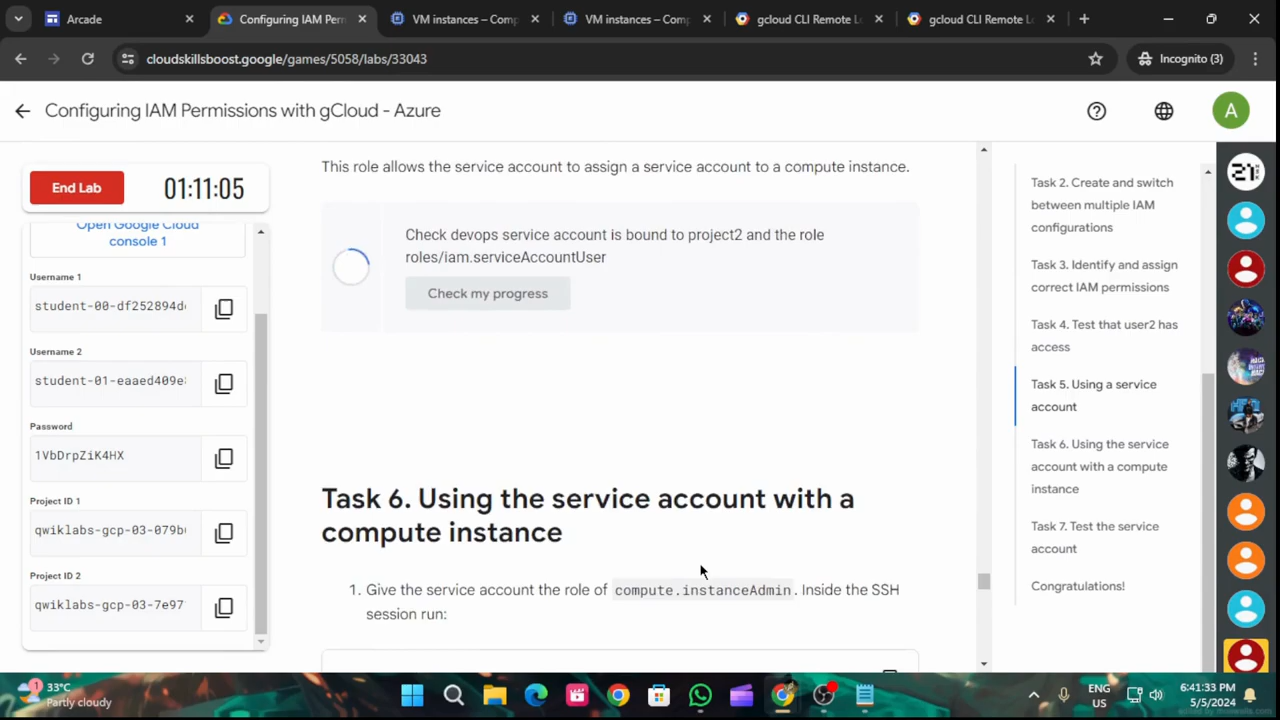 Arcade
Configuring IAM Perm
VM instances – Comp
VM instances – Comp
gcloud CLI Remote Lo
gcloud CLI Remote Lo
cloudskillsboost.google/games/5058/labs/33043
Incognito (3)
Configuring IAM Permissions with gCloud - Azure
A
End Lab
01:11:05
Open Google Cloud
console 1
Username 1
student-00-df252894d
Username 2
student-01-eaaed409e
Password
1VbDrpZiK4HX
Project ID 1
qwiklabs-gcp-03-079b
Project ID 2
qwiklabs-gcp-03-7e97
This role allows the service account to assign a service account to a compute instance.
Check devops service account is bound to project2 and the role
roles/iam.serviceAccountUser
Check my progress
Task 6. Using the service account with a
compute instance
1. Give the service account the role of compute.instanceAdmin. Inside the SSH
session run:
Task 2. Create and switch
between multiple IAM
configurations
Task 3. Identify and assign
correct IAM permissions
Task 4. Test that user2 has
access
Task 5. Using a service
account
Task 6. Using the service
account with a compute
instance
Task 7. Test the service
account
Congratulations!
1
33°C
Partly cloudy
ENG
US
6:41:33 PM
5/5/2024